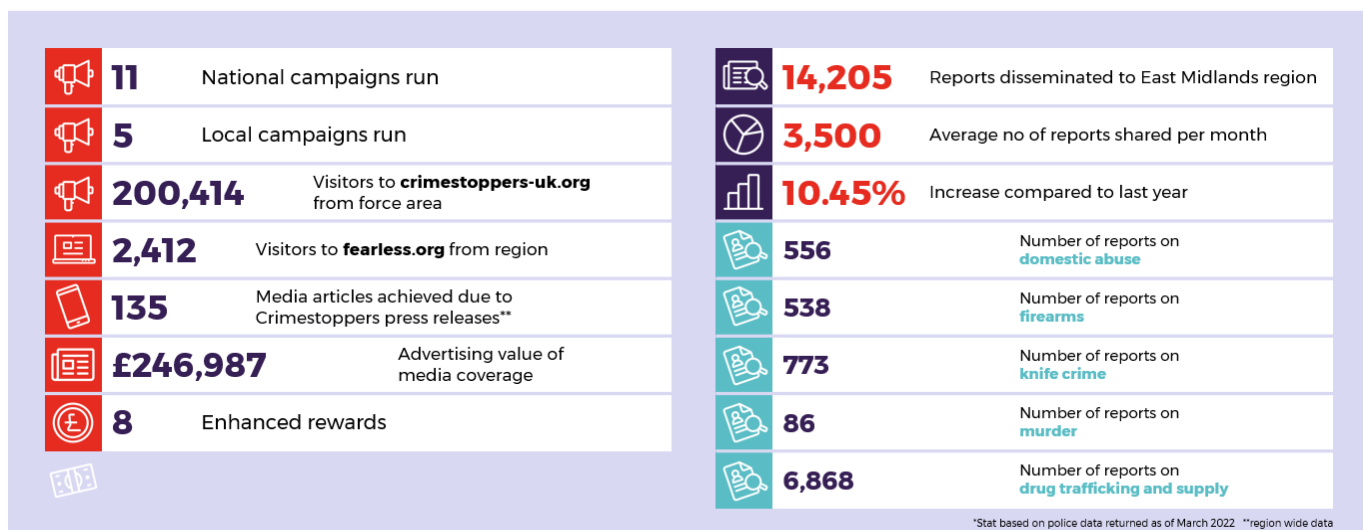 11 National campaigns run
5 Local campaigns run
200,414 Visitors to crimestoppers-uk.org
from force area
2,412 Visitors to fearless.org from region
135 Media articles achieved due to
Crimestoppers press releases**
£246,987 Advertising value of
media coverage
8 Enhanced rewards
14,205 Reports disseminated to East Midlands region
3,500 Average no of reports shared per month
10.45% Increase compared to last year
556 Number of reports on
domestic abuse
538 Number of reports on
firearms
773 Number of reports on
knife crime
86 Number of reports on
murder
6,868 Number of reports on
drug trafficking and supply
*Stat based on police data returned as of March 2022 **region wide data